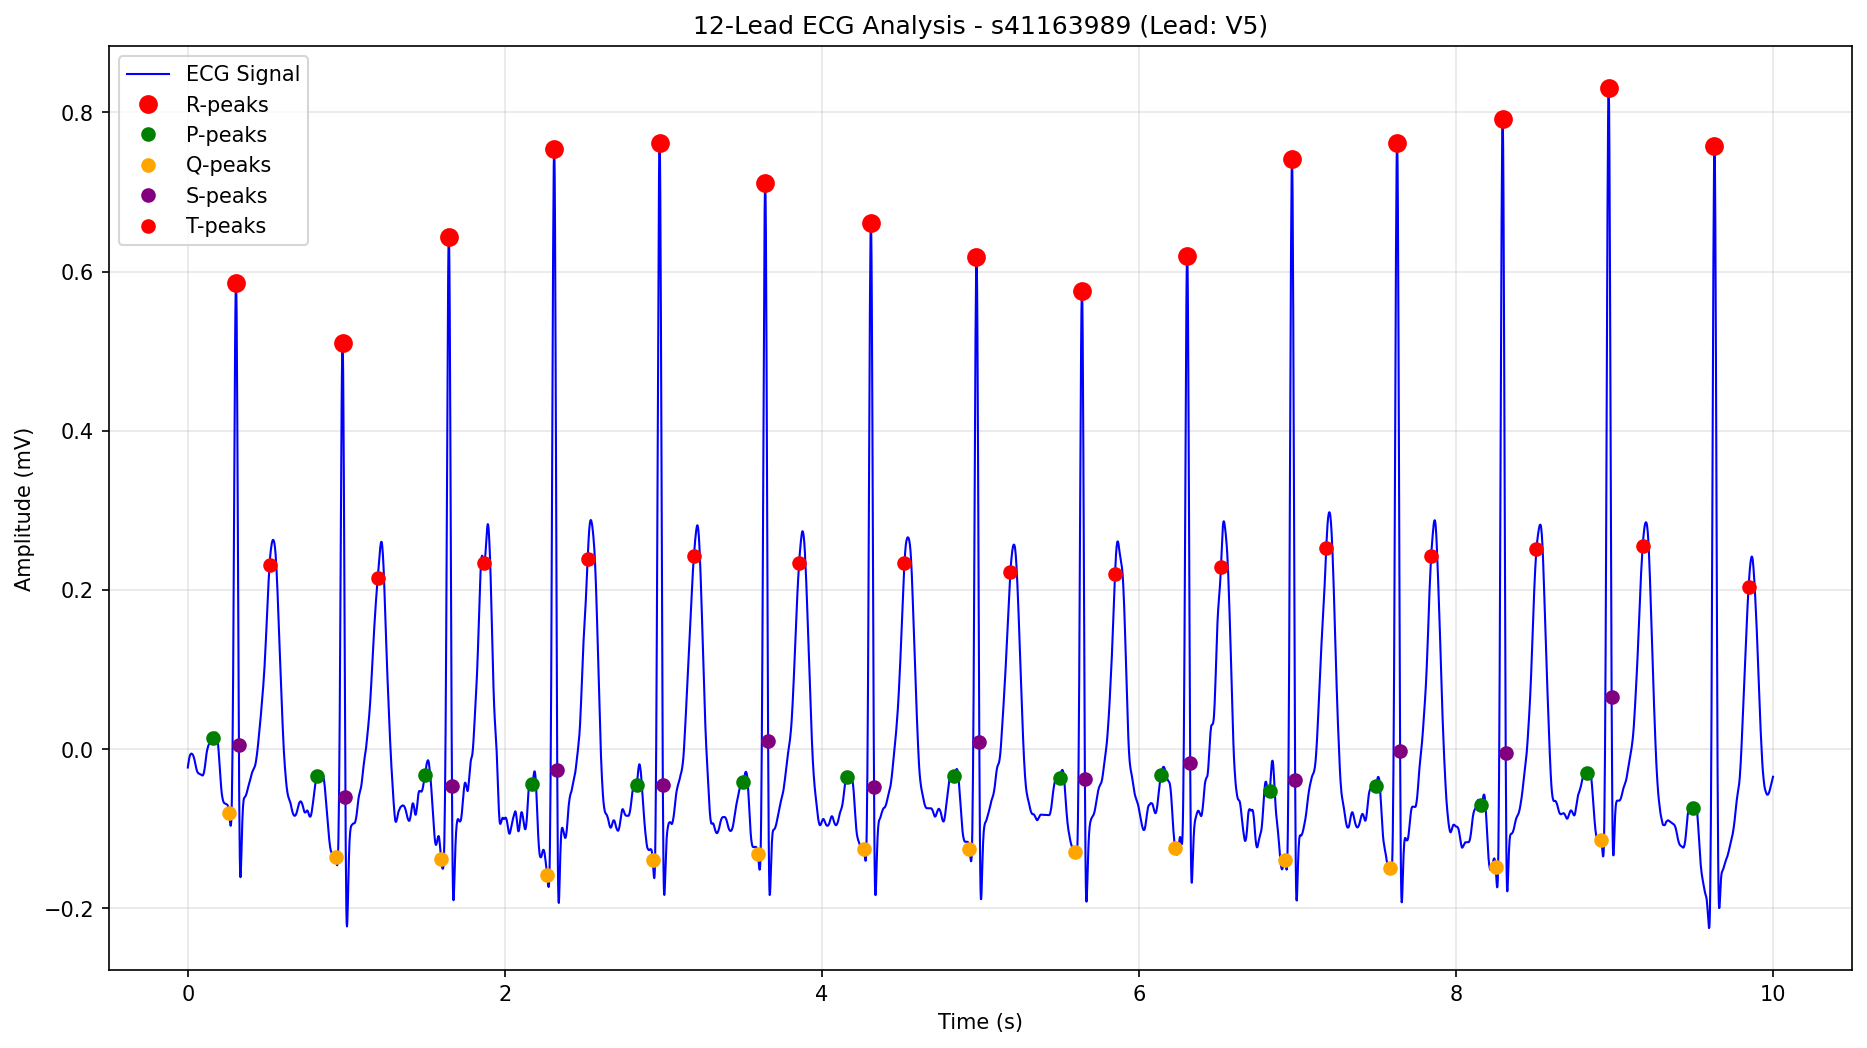 12-Lead ECG Analysis - s41163989 (Lead: V5)
ECG Signal
R-peaks
P-peaks
Q-peaks
S-peaks
T-peaks
Amplitude (mV)
0.8
0.6
0.4
0.2
0.0
−0.2
0 2 4 6 8 10
Time (s)